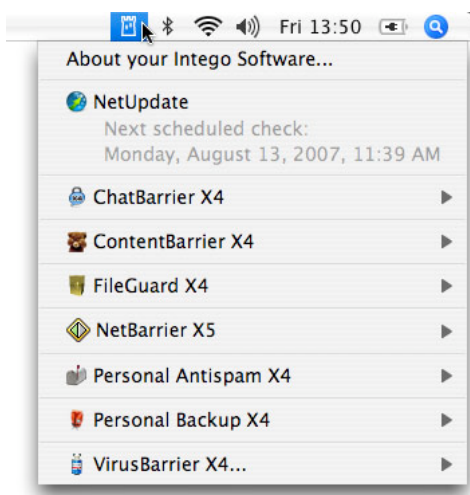 Fri 13:50
About your Intego Software...
NetUpdate
Next scheduled check:
Monday, August 13, 2007, 11:39 AM
ChatBarrier X4
ContentBarrier X4
FileGuard X4
NetBarrier X5
Personal Antispam X4
Personal Backup X4
VirusBarrier X4...